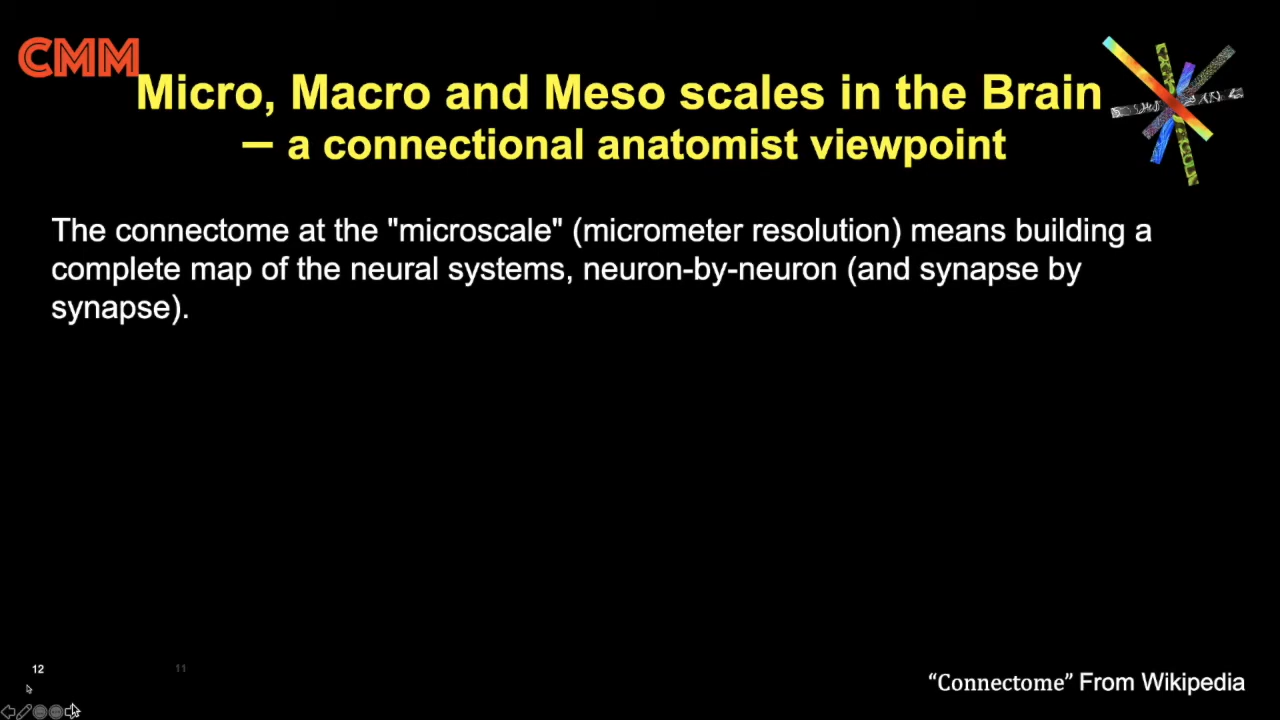 CMM
Micro, Macro and Meso scales in the Brain
– a connectional anatomist viewpoint
The connectome at the "microscale" (micrometer resolution) means building a
complete map of the neural systems, neuron-by-neuron (and synapse by
synapse).
12
11
“Connectome” From Wikipedia